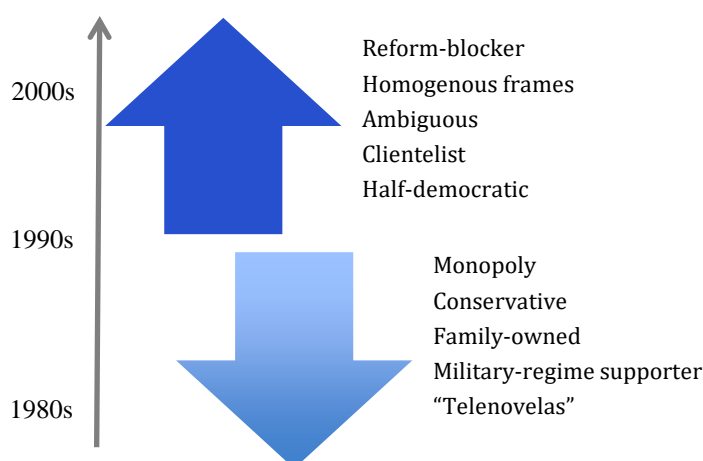 2000s
Reform-blocker
Homogenous frames
Ambiguous
Clientelist
Half-democratic
1990s
Monopoly
Conservative
Family-owned
Military-regime supporter
“Telenovelas”
1980s